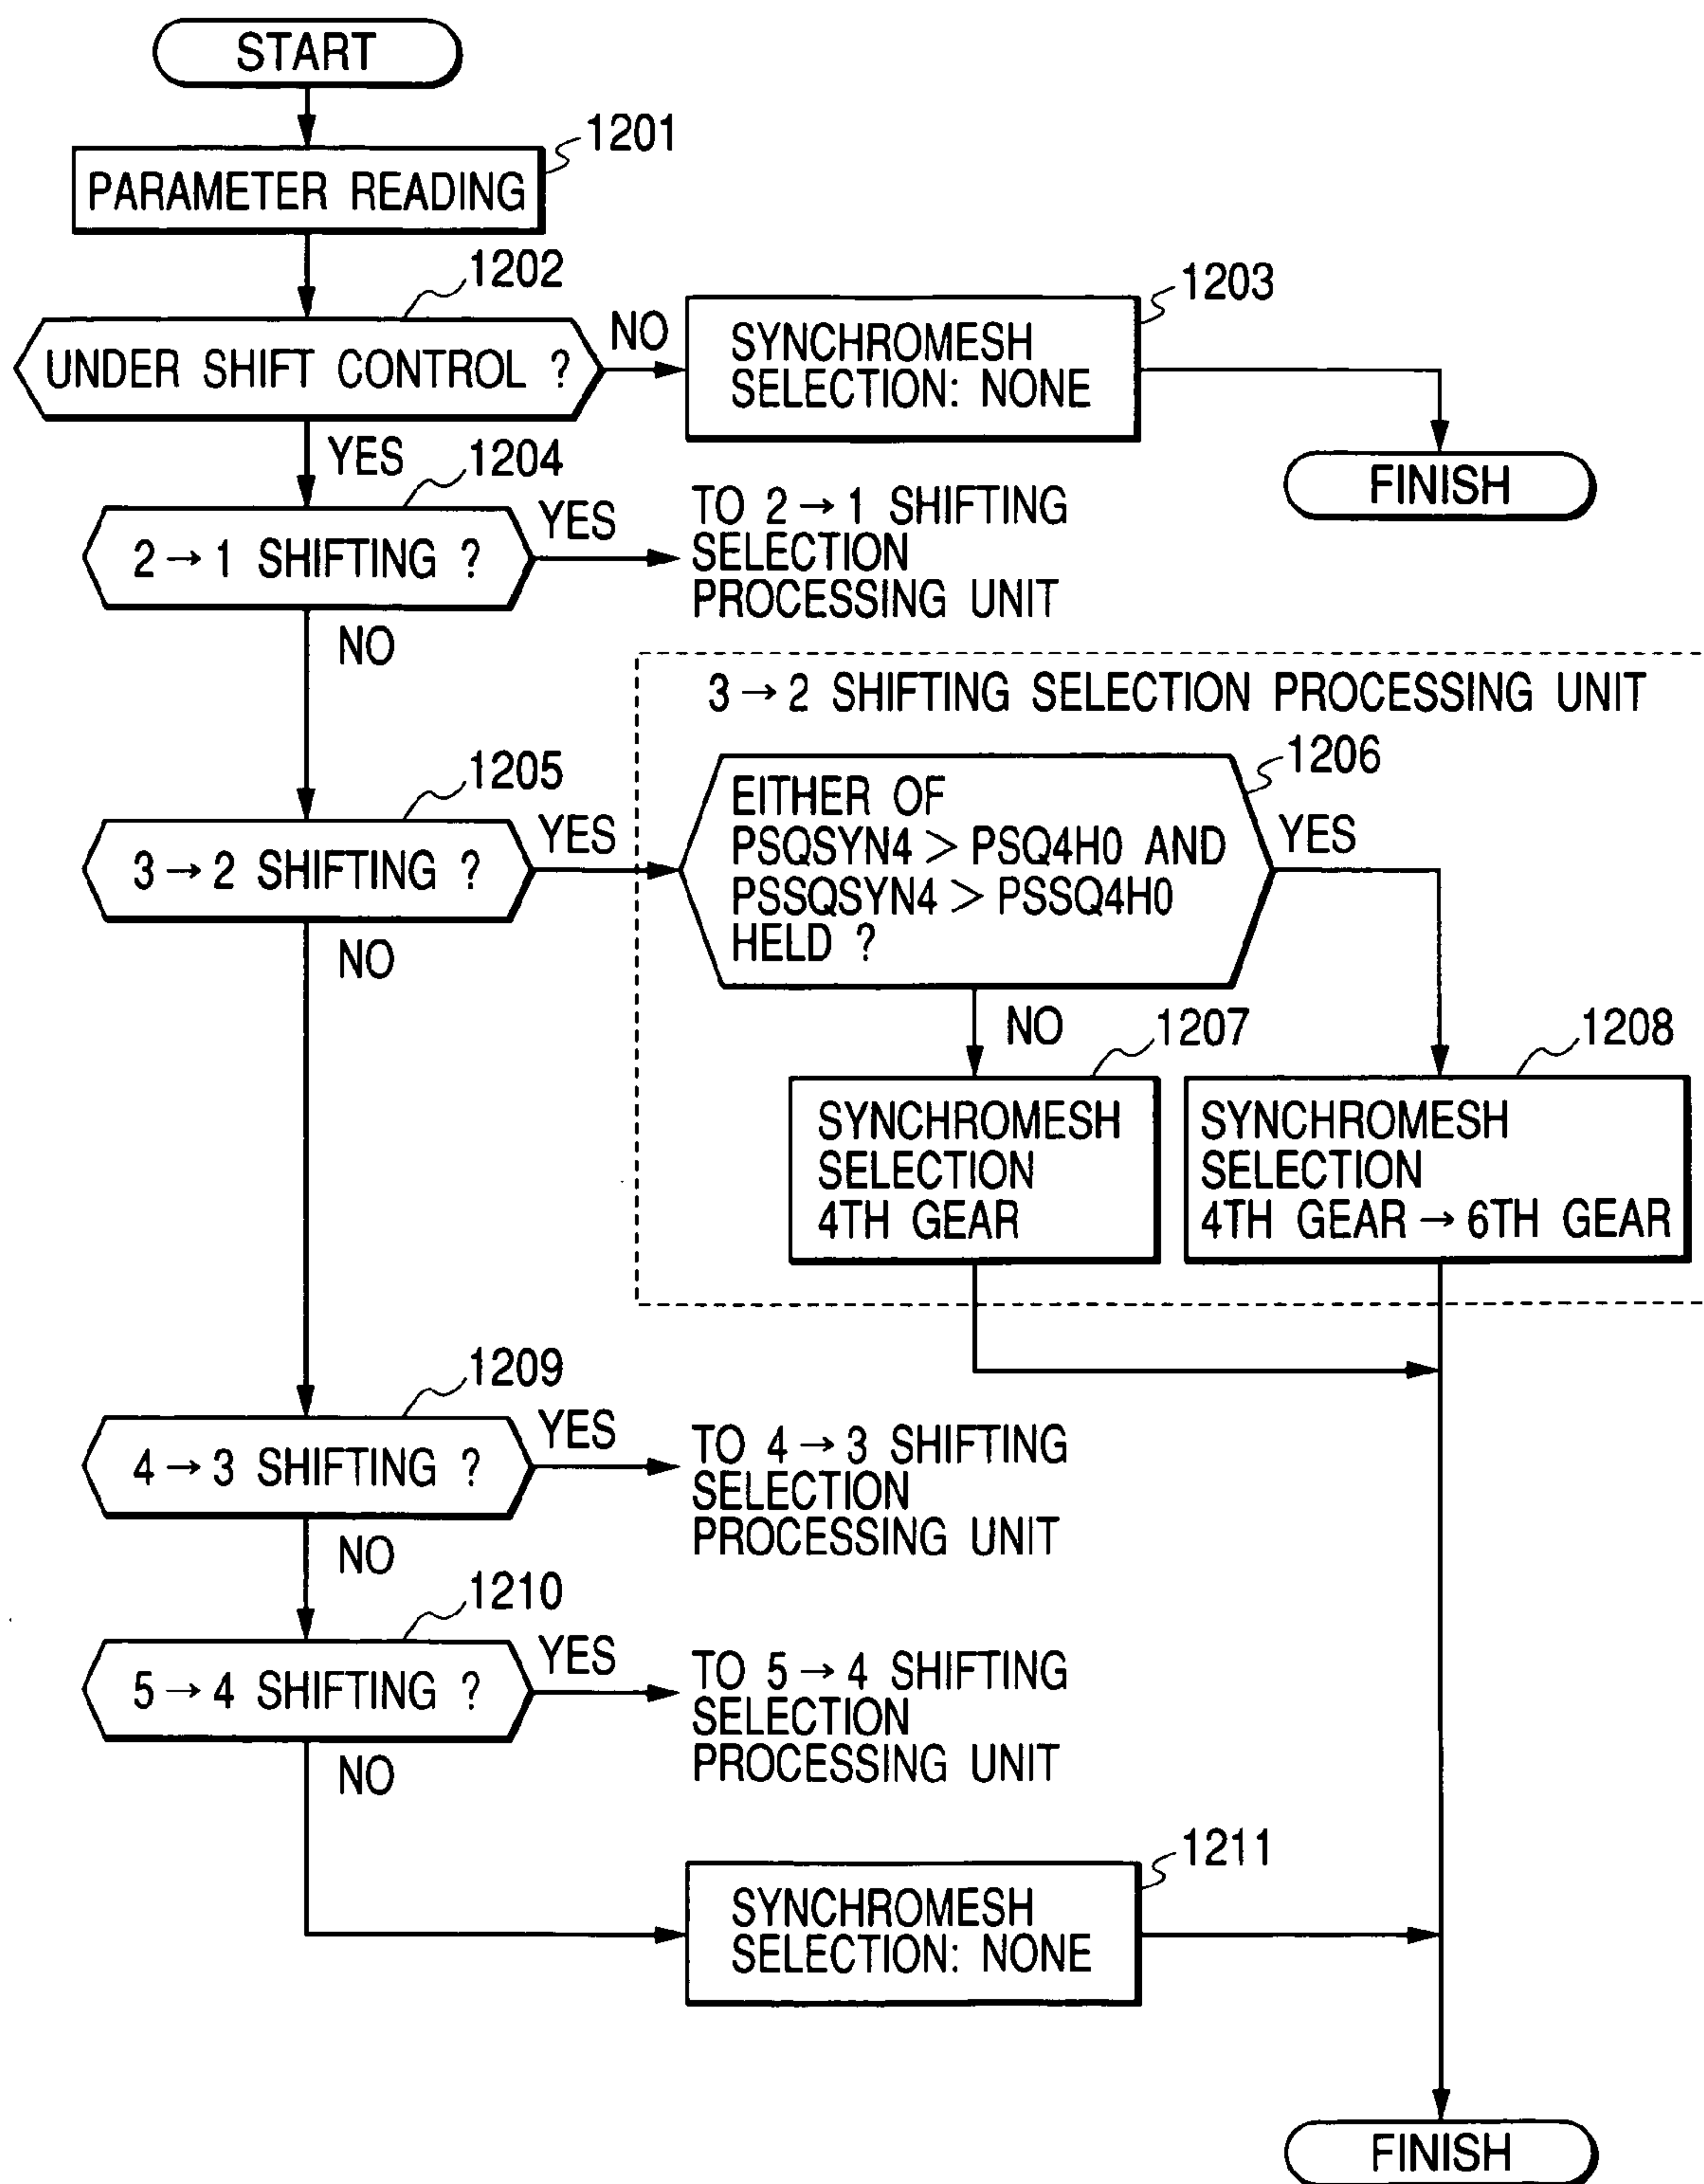 START
1201
PARAMETER READING
1202
UNDER SHIFT CONTROL ?
NO
1203
SYNCHROMESH
SELECTION: NONE
FINISH
YES
1204
2→1 SHIFTING ?
YES
TO 2→1 SHIFTING
SELECTION
PROCESSING UNIT
NO
3→2 SHIFTING SELECTION PROCESSING UNIT
1205
3→2 SHIFTING ?
YES
1206
EITHER OF
PSQSYN4 > PSQ4H0 AND
PSSQSYN4 > PSSQ4H0
HELD ?
YES
NO
NO
1207
SYNCHROMESH
SELECTION
4TH GEAR
1208
SYNCHROMESH
SELECTION
4TH GEAR→6TH GEAR
1209
4→3 SHIFTING ?
YES
TO 4→3 SHIFTING
SELECTION
PROCESSING UNIT
NO
1210
5→4 SHIFTING ?
YES
TO 5→4 SHIFTING
SELECTION
PROCESSING UNIT
NO
1211
SYNCHROMESH
SELECTION: NONE
FINISH